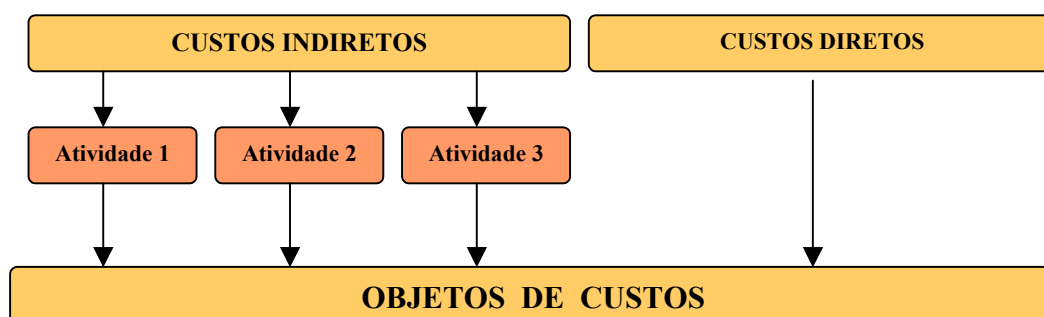 CUSTOS INDIRETOS
CUSTOS DIRETOS
Atividade 1
Atividade 2
Atividade 3
OBJETOS DE CUSTOS